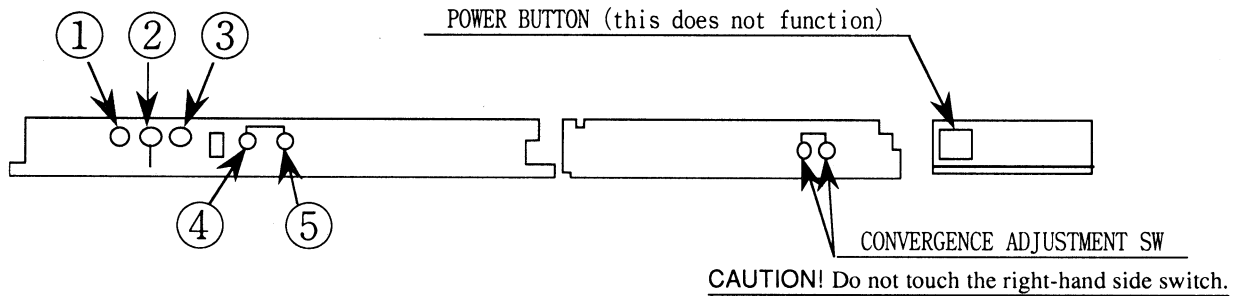 POWER BUTTON (this does not function)
① ② ③
④ ⑤
CONVERGENCE ADJUSTMENT SW
CAUTION! Do not touch the right-hand side switch.